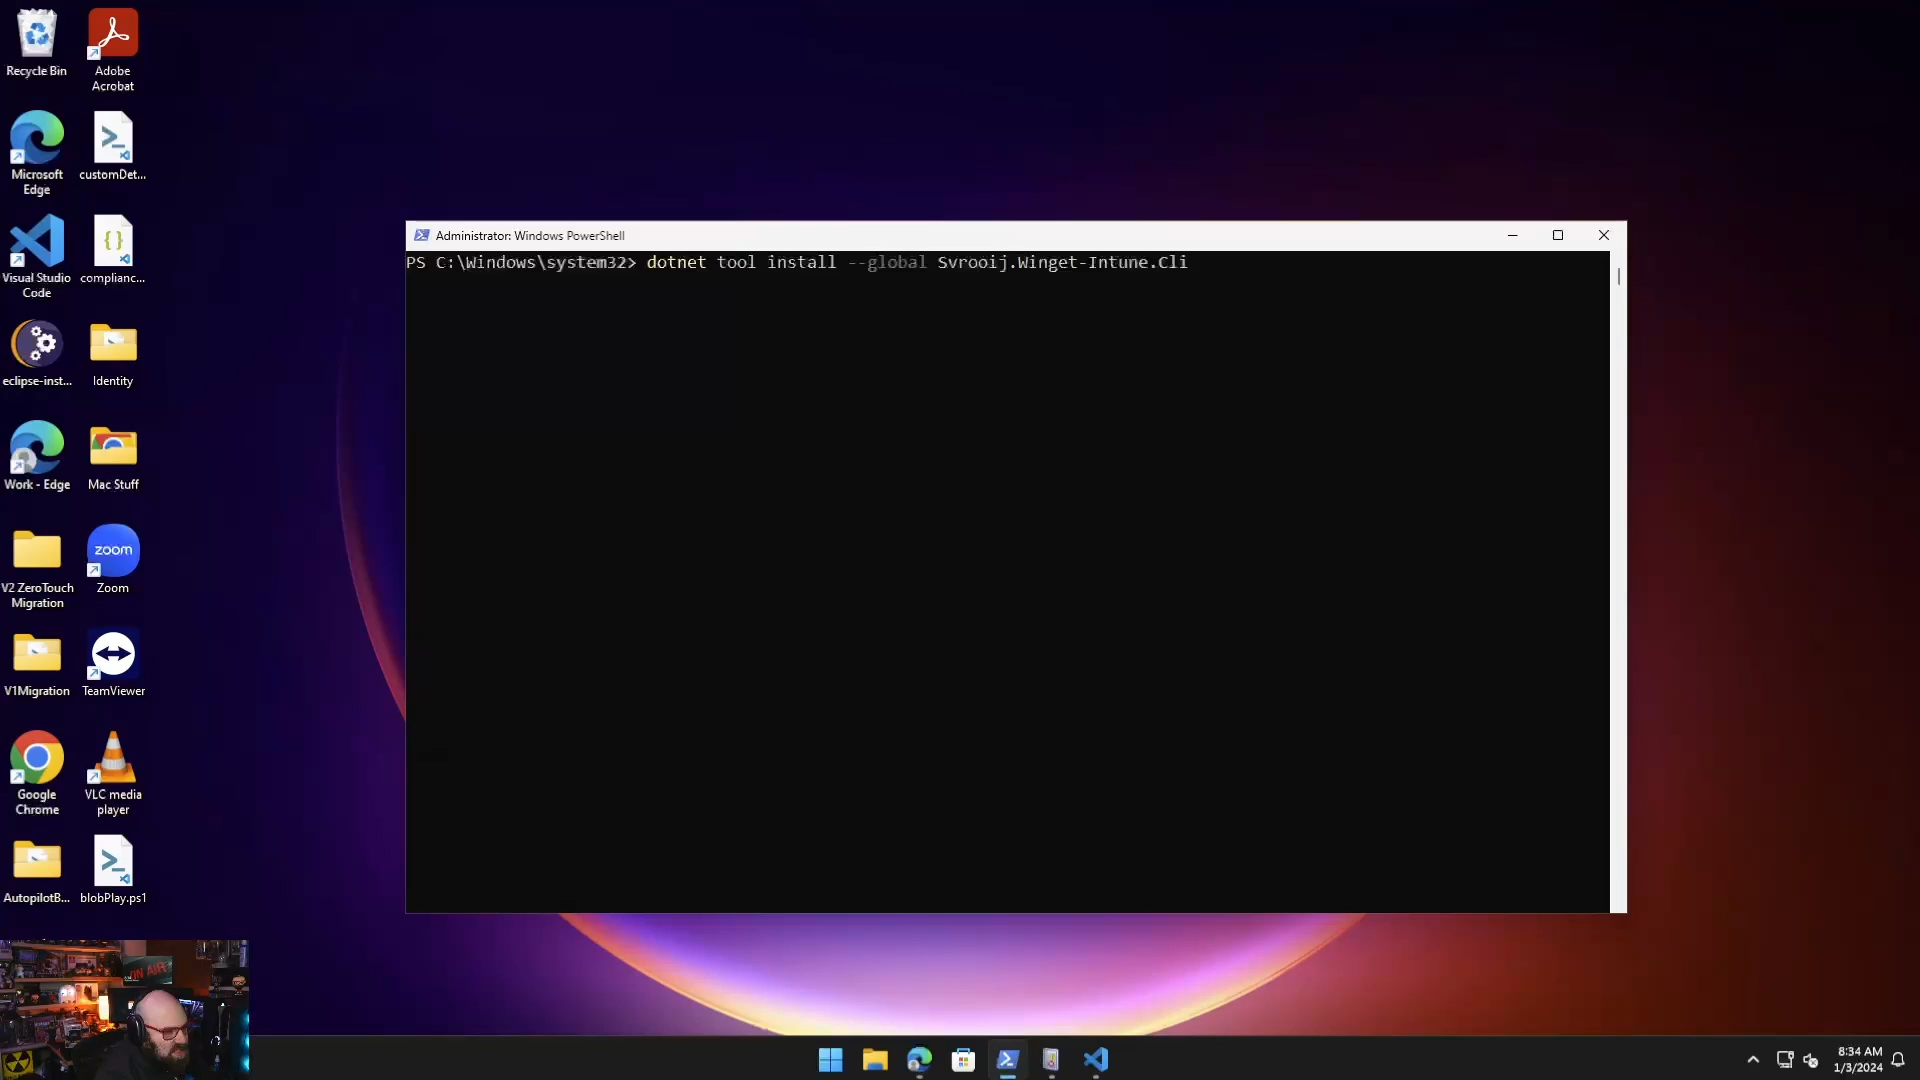 Recycle Bin
Adobe
Acrobat
Microsoft
Edge
customDet...
Visual Studio
Code
complianc...
eclipse-inst...
Identity
Work - Edge
Mac Stuff
V2 ZeroTouch
Migration
zoom
Zoom
V1Migration
TeamViewer
Google
Chrome
VLC media
player
AutopilotB...
blobPlay.ps1
Administrator: Windows PowerShell
PS C:\Windows\system32> dotnet tool install --global Svrooij.Winget-Intune.Cli
ON AIR
8:34 AM
1/3/2024